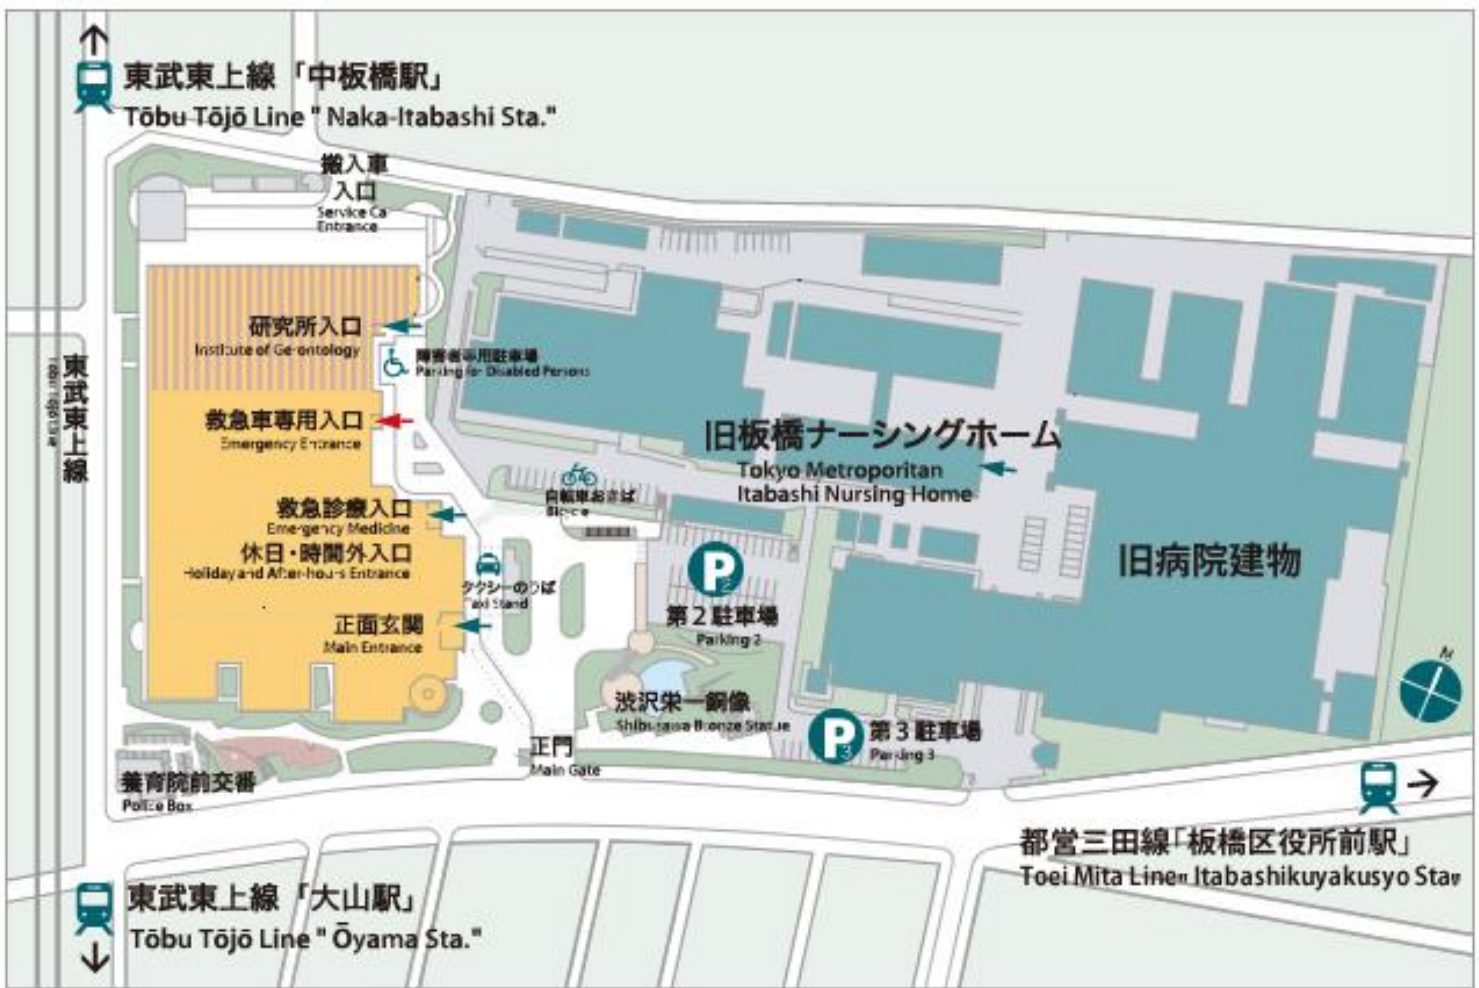 東武東上線「中板橋駅」
Tōbu Tōjō Line " Naka-Itabashi Sta."
搬入車
入口
Service Ca
Entrance
研究所入口
Institute of Gerontology
障害者専用駐車場
Parking for Disabled Persons
東武東上線
Tōbu Tōjō Line
救急車専用入口
Emergency Entrance
旧板橋ナーシングホーム
Tokyo Metroporitan
Itabashi Nursing Home
自転車おきば
Bicycle
救急診療入口
Emergency Medicine
休日・時間外入口
Holiday and After-hours Entrance
タクシーのりば
Taxi Stand
旧病院建物
P2
第2駐車場
Parking 2
正面玄関
Main Entrance
N
渋沢栄一銅像
Shibusawa Bronze Statue
P3
第3駐車場
Parking 3
正門
Main Gate
養育院前交番
Police Box
都営三田線「板橋区役所前駅」
Toei Mita Line" Itabashikuyakusyo Sta"
東武東上線「大山駅」
Tōbu Tōjō Line " Ōyama Sta."